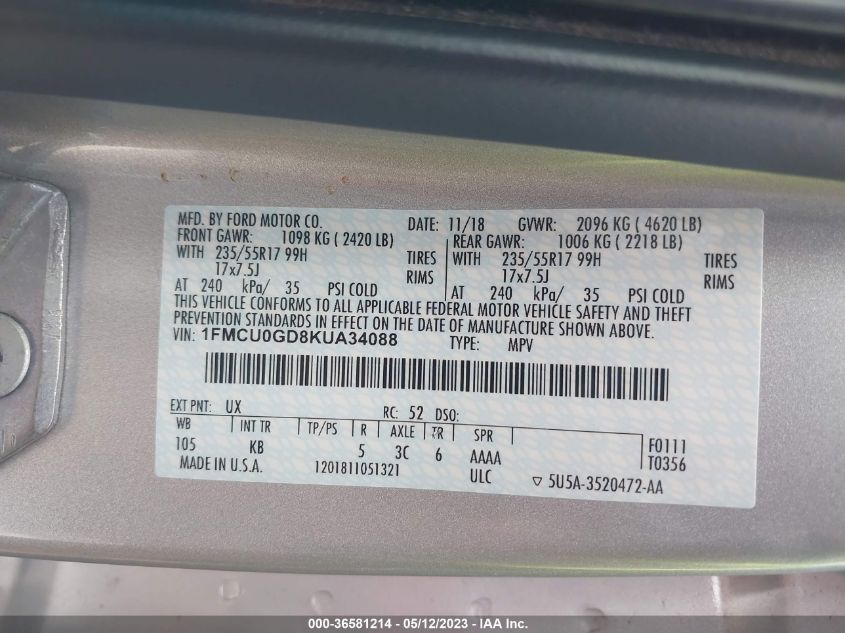 MFD. BY FORD MOTOR CO. DATE: 11/18 GVWR: 2096 KG ( 4620 LB)
FRONT GAWR: 1098 KG ( 2420 LB) REAR GAWR: 1006 KG ( 2218 LB)
WITH 235/55R17 99H TIRES WITH 235/55R17 99H TIRES
17x7.5J RIMS 17x7.5J RIMS
AT 240 kPa/ 35 PSI COLD AT 240 kPa/ 35 PSI COLD
THIS VEHICLE CONFORMS TO ALL APPLICABLE FEDERAL MOTOR VEHICLE SAFETY AND THEFT
PREVENTION STANDARDS IN EFFECT ON THE DATE OF MANUFACTURE SHOWN ABOVE.
VIN: 1FMCU0GD8KUA34088 TYPE: MPV
EXT PNT: UX RC: 52 DSO:
WB INT TR TP/PS R AXLE TR SPR
105 KB 5 3C 6 AAAA F0111
T0356
MADE IN U.S.A. 1201811051321 ULC ▽ 5U5A-3520472-AA
10
000-36581214 - 05/12/2023 - IAA Inc.